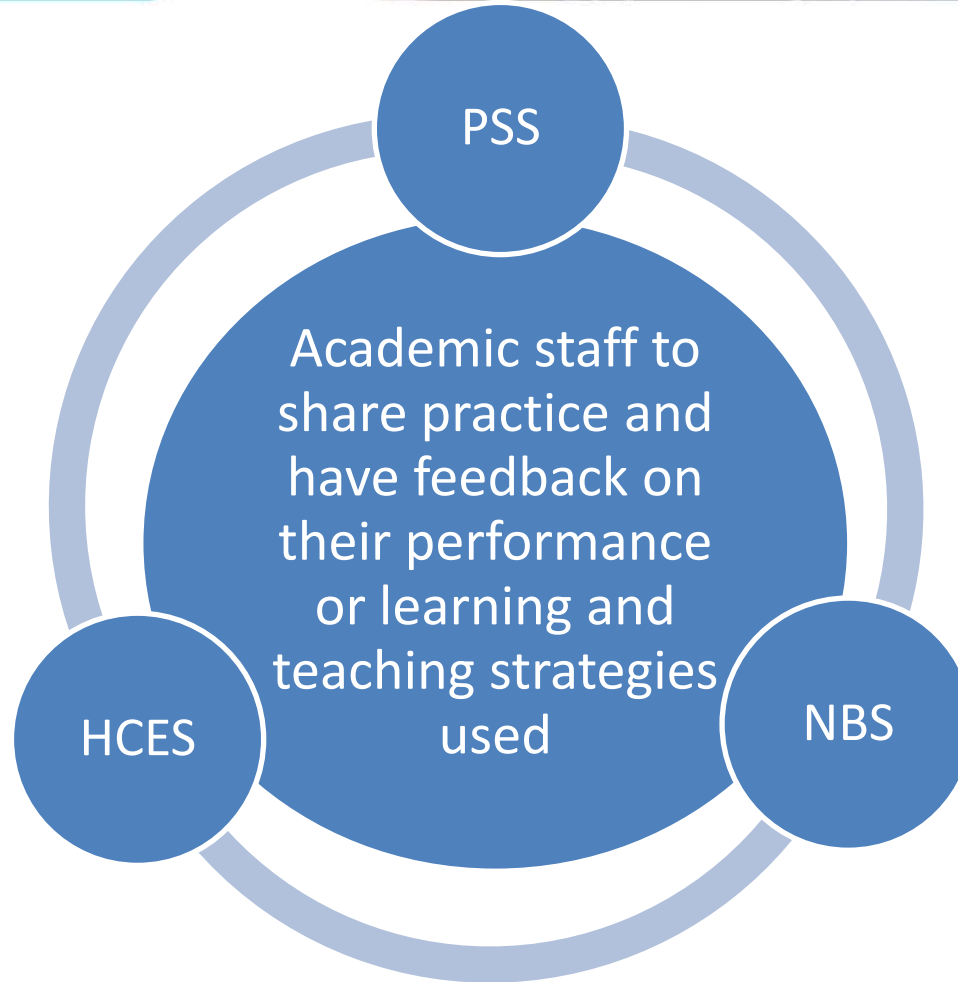 PSS
Academic staff to
share practice and
have feedback on
their performance
or learning and
teaching strategies
used
HCES
NBS